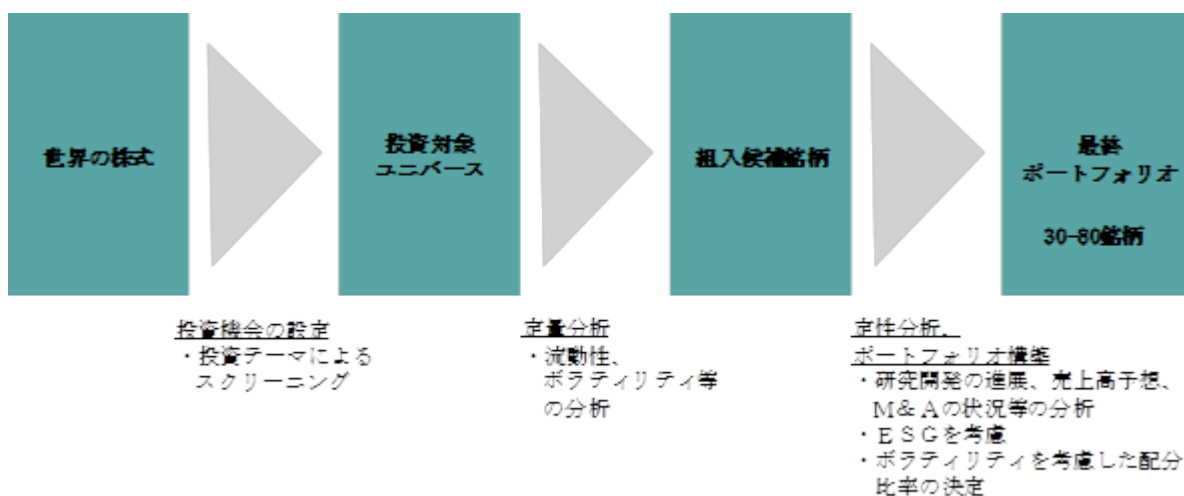 世界の株式
投資対象
ユニバース
組入候補銘柄
最終
ポートフォリオ
30-80銘柄
投資機会の設定
・投資テーマによる
スクリーニング
定量分析
・流動性、
ボラティリティ等
の分析
定性分析、
ポートフォリオ構築
・研究開発の進展、売上高予想、
M&Aの状況等の分析
・ESGを考慮
・ボラティリティを考慮した配分
比率の決定